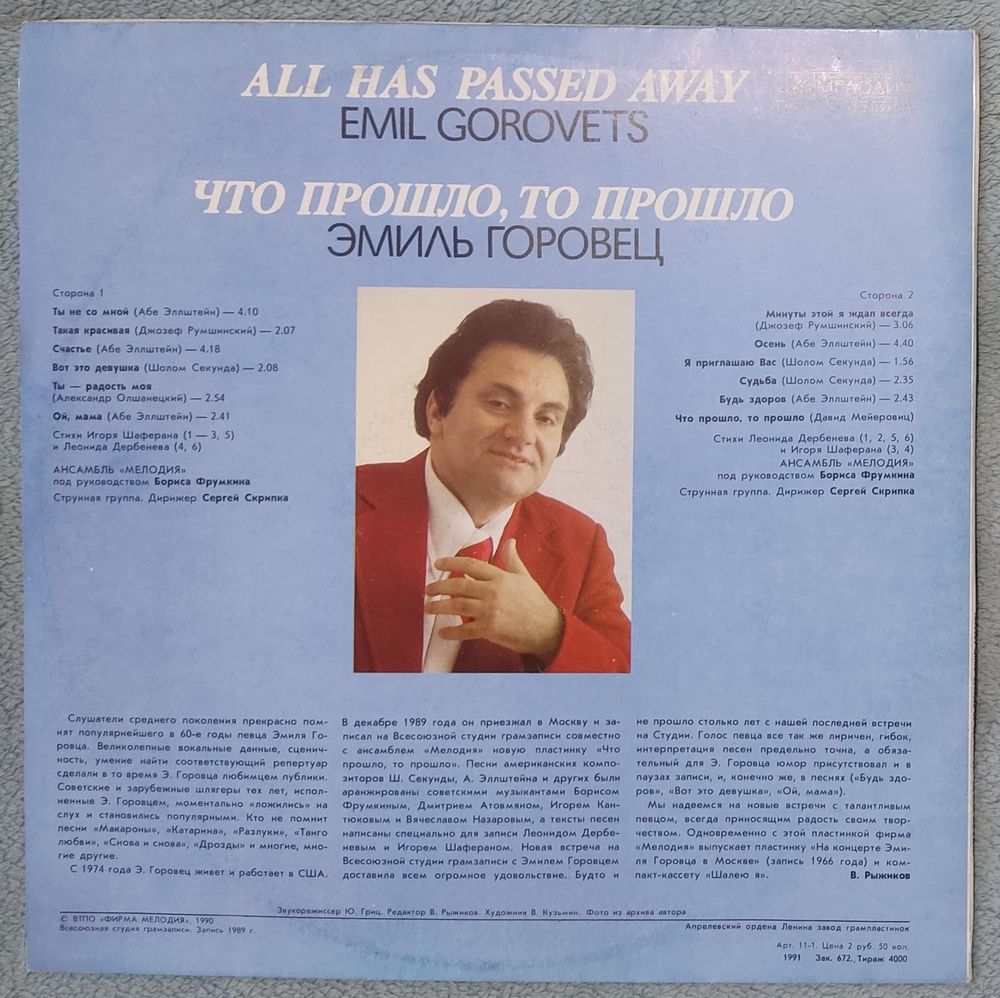 ALL HAS PASSED AWAY
EMIL GOROVETS
ЧТО ПРОШЛО, ТО ПРОШЛО
ЭМИЛЬ ГОРОВЕЦ
Сторона 1
Ты не со мной (Абе Эллштейн) — 4.10
Такая красивая (Джозеф Румшинский) — 2.07
Счастье (Абе Эллштейн) — 4.18
Вот это девушка (Шолом Секунда) — 2.08
Ты — радость моя
(Александр Олшанецкий) — 2.54
Ой, мама (Абе Эллштейн) — 2.41
Стихи Игоря Шаферана (1 — 3, 5)
и Леонида Дербенева (4, 6)
АНСАМБЛЬ «МЕЛОДИЯ»
под руководством Бориса Фрумкина
Струнная группа. Дирижер Сергей Скрипка
Сторона 2
Минуты этой я ждал всегда
(Джозеф Румшинский) — 3.06
Осень (Абе Эллштейн) — 4.40
Я приглашаю Вас (Шолом Секунда) — 1.56
Судьба (Шолом Секунда) — 2.35
Будь здоров (Абе Эллштейн) — 2.43
Что прошло, то прошло (Давид Мейеровиц)
Стихи Леонида Дербенева (1, 2, 5, 6)
и Игоря Шаферана (3, 4)
АНСАМБЛЬ «МЕЛОДИЯ»
под руководством Бориса Фрумкина
Струнная группа. Дирижер Сергей Скрипка
Слушатели среднего поколения прекрасно пом-
нят популярнейшего в 60-е годы певца Эмиля Го-
ровца. Великолепные вокальные данные, сценич-
ность, умение найти соответствующий репертуар
сделали в то время Э. Горовца любимцем публики.
Советские и зарубежные шлягеры тех лет, испол-
ненные Э. Горовцем, моментально «ложились» на
слух и становились популярными. Кто не помнит
песни «Макароны», «Катарина», «Разлуки», «Танго
любви», «Снова и снова», «Дрозды» и многие, мно-
гие другие.
С 1974 года Э. Горовец живет и работает в США.
В декабре 1989 года он приезжал в Москву и за-
писал на Всесоюзной студии грамзаписи совместно
с ансамблем «Мелодия» новую пластинку «Что
прошло, то прошло». Песни американских компо-
зиторов Ш. Секунды, А. Эллштейна и других были
аранжированы советскими музыкантами Борисом
Фрумкиным, Дмитрием Атовмяном, Игорем Кан-
тюковым и Вячеславом Назаровым, а тексты песен
написаны специально для записи Леонидом Дербе-
невым и Игорем Шафераном. Новая встреча на
Всесоюзной студии грамзаписи с Эмилем Горовцем
доставила всем огромное удовольствие. Будто и
не прошло столько лет с нашей последней встречи
на Студии. Голос певца все так же лиричен, гибок,
интерпретация песен предельно точна, а обяза-
тельный для Э. Горовца юмор присутствовал и в
паузах записи, и, конечно же, в песнях («Будь здо-
ров», «Вот это девушка», «Ой, мама»).
Мы надеемся на новые встречи с талантливым
певцом, всегда приносящим радость своим твор-
чеством. Одновременно с этой пластинкой фирма
«Мелодия» выпускает пластинку «На концерте Эми-
ля Горовца в Москве» (запись 1966 года) и ком-
пакт-кассету «Шалею я».
В. Рыжиков
Звукорежиссер Ю. Гриц. Редактор В. Рыжиков. Художник В. Кузьмин. Фото из архива автора
С ВТПО «ФИРМА МЕЛОДИЯ», 1990
Всесоюзная студия грамзаписи. Запись 1989 г.
Апрелевский ордена Ленина завод грампластинок
Арт. 11-1. Цена 2 руб. 50 коп.
1991 Зак. 672., Тираж 4000